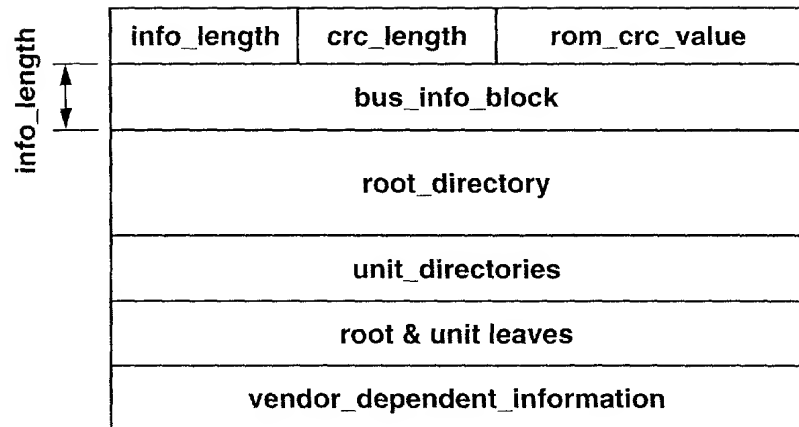 info_length crc_length rom_crc_value
info_length
bus_info_block
root_directory
unit_directories
root & unit leaves
vendor_dependent_information